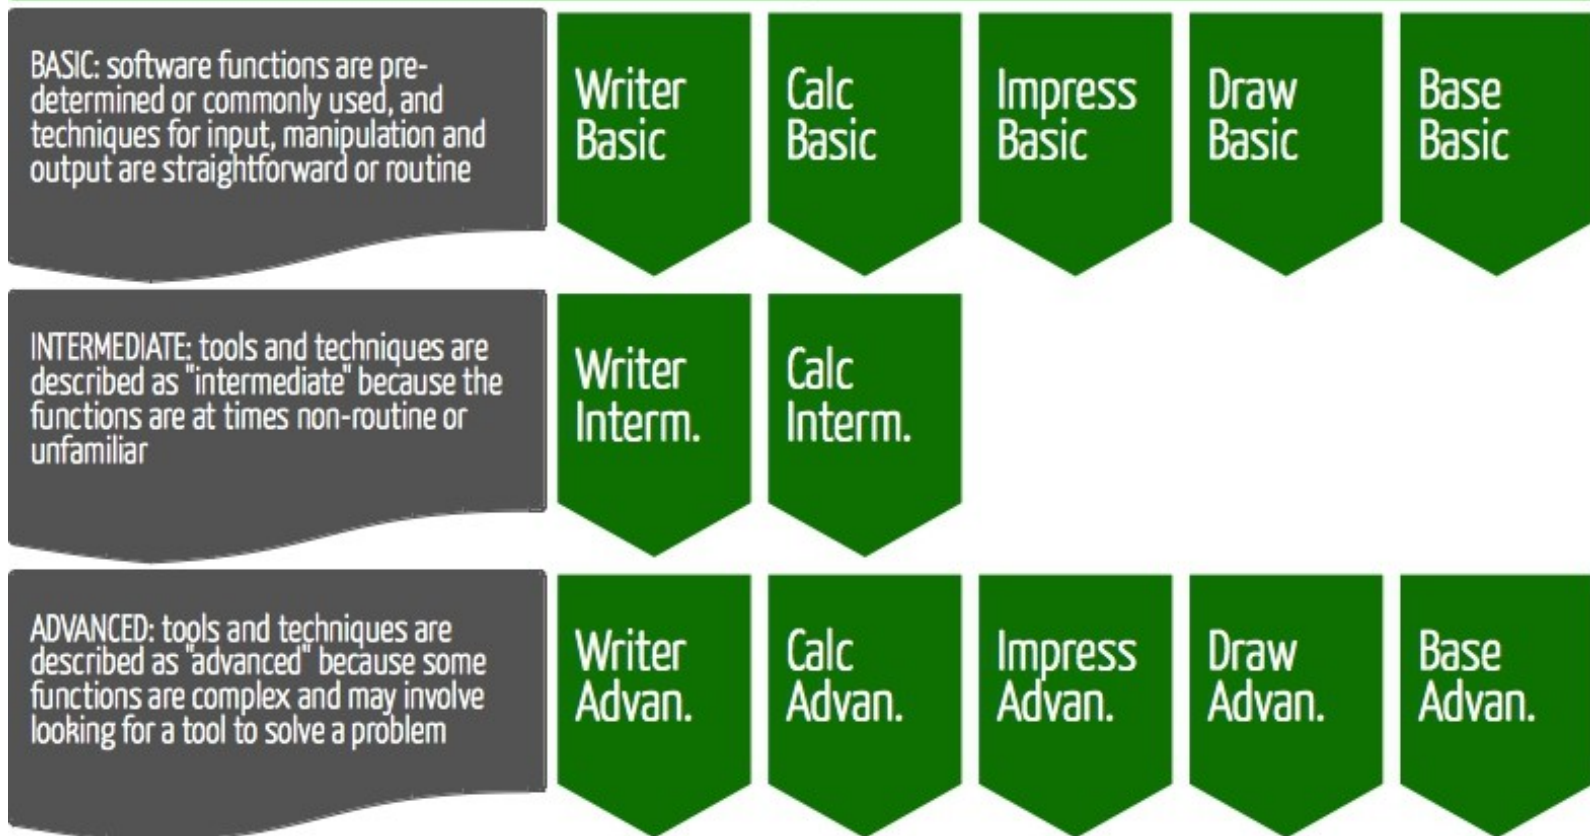 BASIC: software functions are pre-
determined or commonly used, and
techniques for input, manipulation and
output are straightforward or routine
Writer
Basic
Calc
Basic
Impress
Basic
Draw
Basic
Base
Basic
INTERMEDIATE: tools and techniques are
described as "intermediate" because the
functions are at times non-routine or
unfamiliar
Writer
Interm.
Calc
Interm.
ADVANCED: tools and techniques are
described as "advanced" because some
functions are complex and may involve
looking for a tool to solve a problem
Writer
Advan.
Calc
Advan.
Impress
Advan.
Draw
Advan.
Base
Advan.